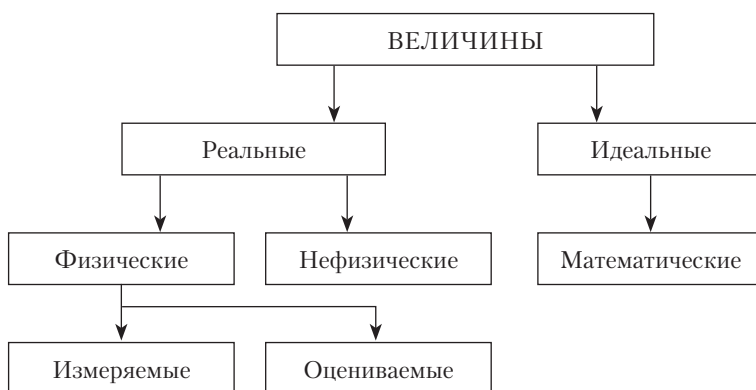 ВЕЛИЧИНЫ
Реальные
Идеальные
Физические
Нефизические
Математические
Измеряемые
Оцениваемые